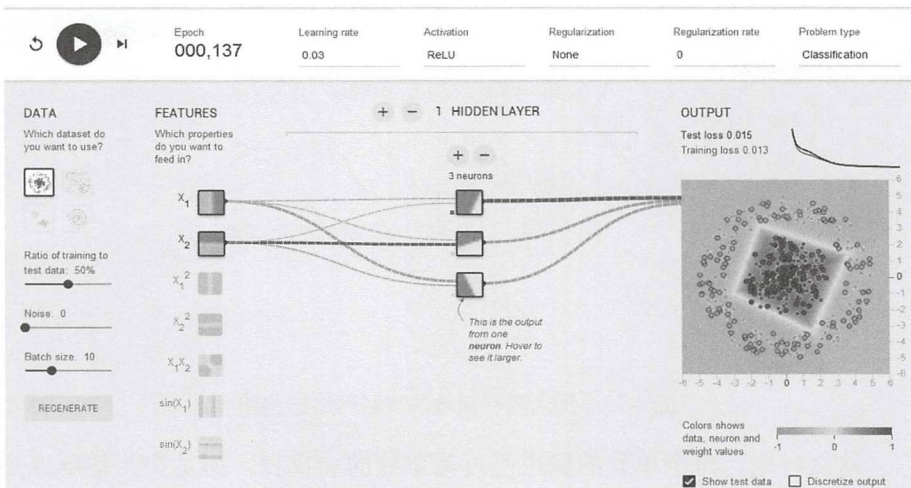 Epoch
000,137
Learning rate
0.03
Activation
ReLU
Regularization
None
Regularization rate
0
Problem type
Classification
DATA
Which dataset do
you want to use?
Ratio of training to
test data: 50%
Noise: 0
Batch size: 10
REGENERATE
FEATURES
Which properties
do you want to
feed in?
X₁
X₂
X₁²
X₂²
X₁X₂
sin(X₁)
sin(X₂)
+ − 1 HIDDEN LAYER
+ −
3 neurons
This is the output
from one
neuron. Hover to
see it larger.
OUTPUT
Test loss 0.015
Training loss 0.013
6
5
4
3
2
1
0
-1
-2
-3
-4
-5
-6
-6 -5 -4 -3 -2 -1 0 1 2 3 4 5 6
Colors shows
data, neuron and
weight values.
-1 0 1
Show test data
Discretize output